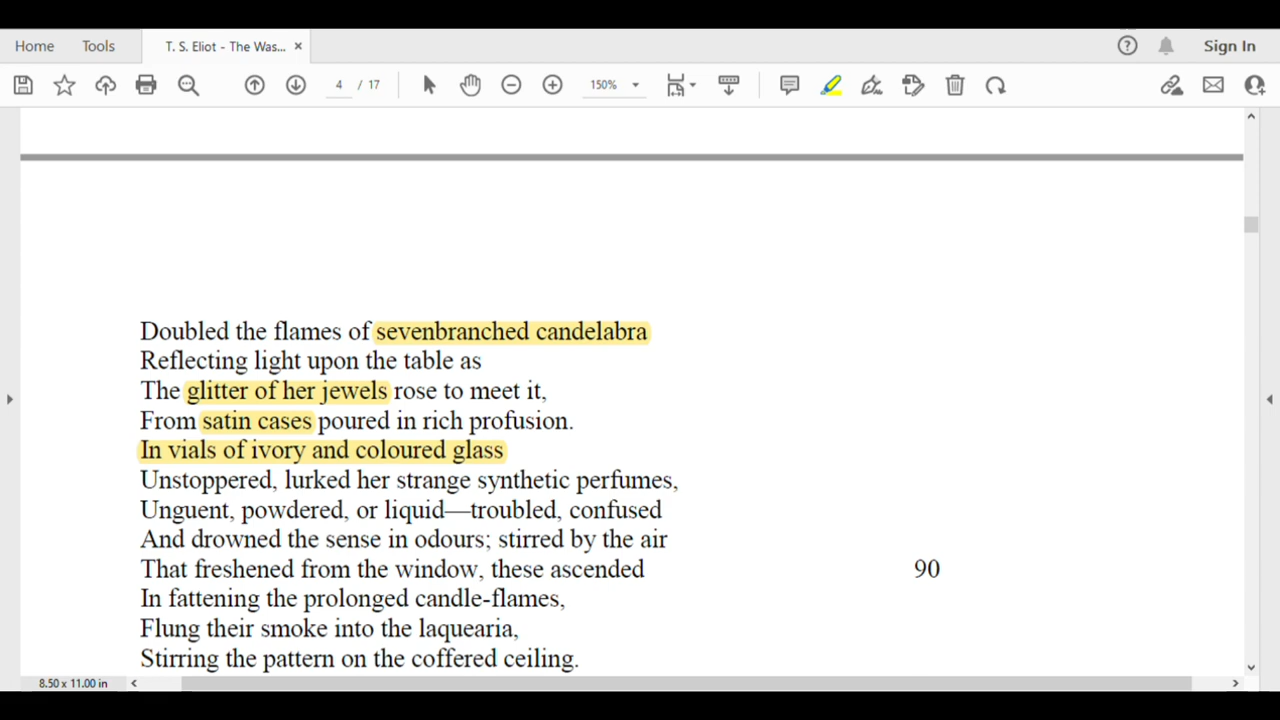 Home Tools T. S. Eliot - The Was... ×
Sign In
4 / 17 150%
Doubled the flames of sevenbranched candelabra
Reflecting light upon the table as
The glitter of her jewels rose to meet it,
From satin cases poured in rich profusion.
In vials of ivory and coloured glass
Unstoppered, lurked her strange synthetic perfumes,
Unguent, powdered, or liquid—troubled, confused
And drowned the sense in odours; stirred by the air
That freshened from the window, these ascended 90
In fattening the prolonged candle-flames,
Flung their smoke into the laquearia,
Stirring the pattern on the coffered ceiling.
8.50 x 11.00 in